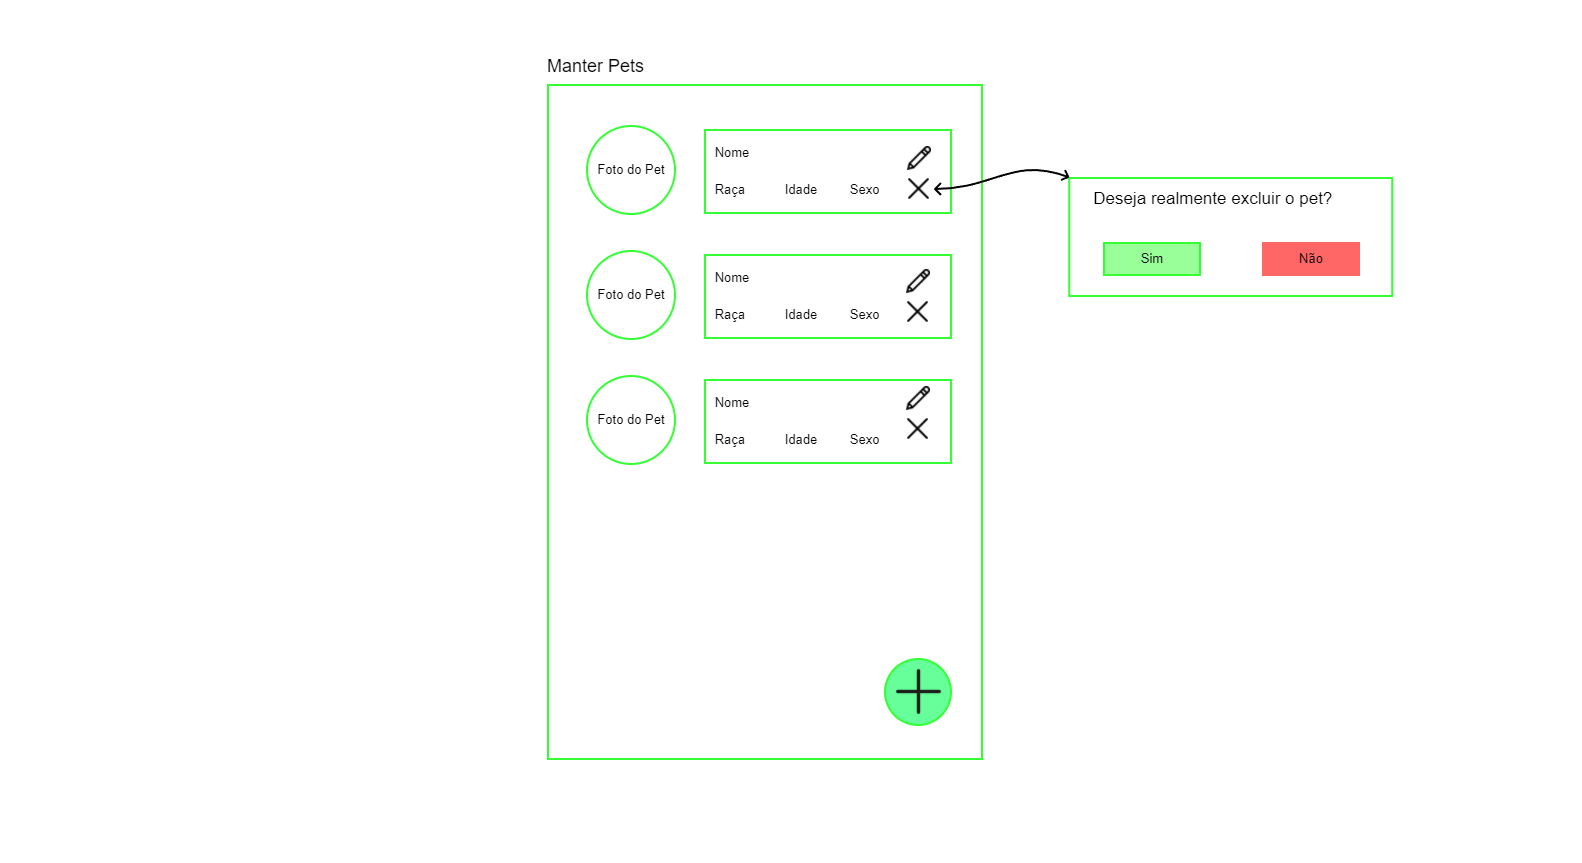 Manter Pets
Foto do Pet
Nome
Raça Idade Sexo
Deseja realmente excluir o pet?
Sim Não
Foto do Pet
Nome
Raça Idade Sexo
Foto do Pet
Nome
Raça Idade Sexo